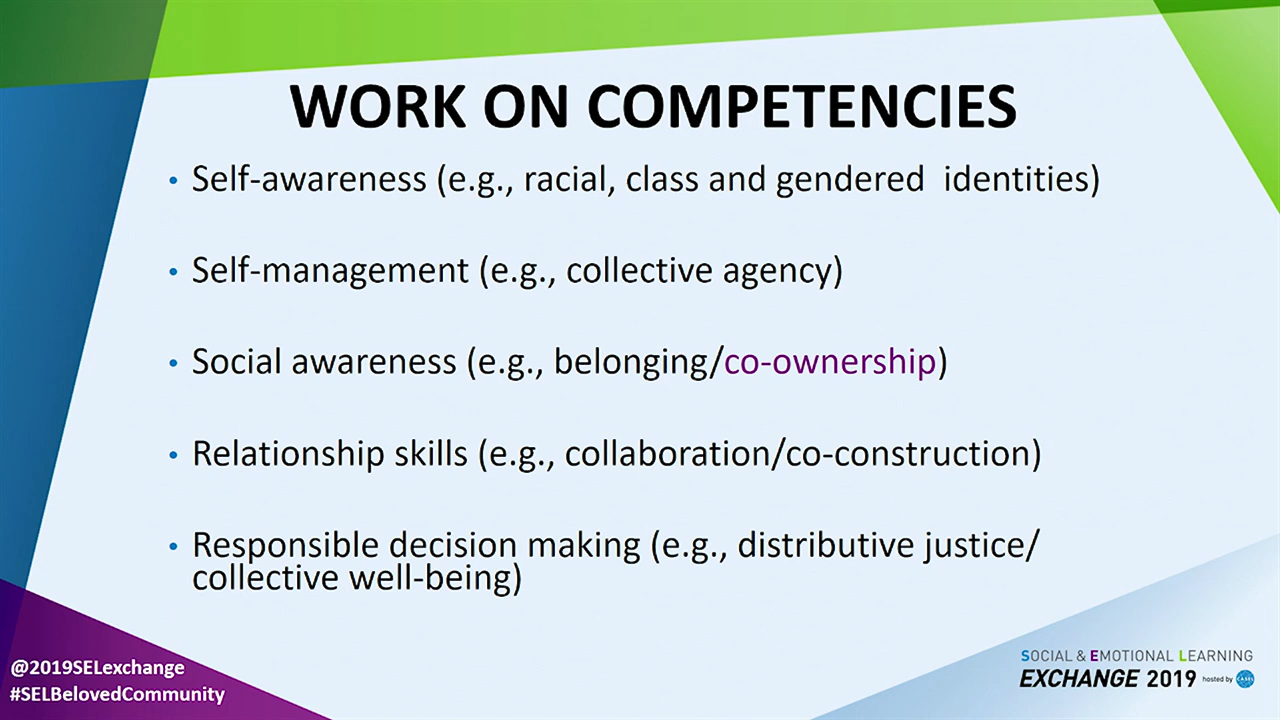 WORK ON COMPETENCIES
• Self-awareness (e.g., racial, class and gendered  identities)
• Self-management (e.g., collective agency)
• Social awareness (e.g., belonging/co-ownership)
• Relationship skills (e.g., collaboration/co-construction)
• Responsible decision making (e.g., distributive justice/
collective well-being)
@2019SELexchange
#SELBelovedCommunity
SOCIAL & EMOTIONAL LEARNING
EXCHANGE 2019 hosted by CASEL